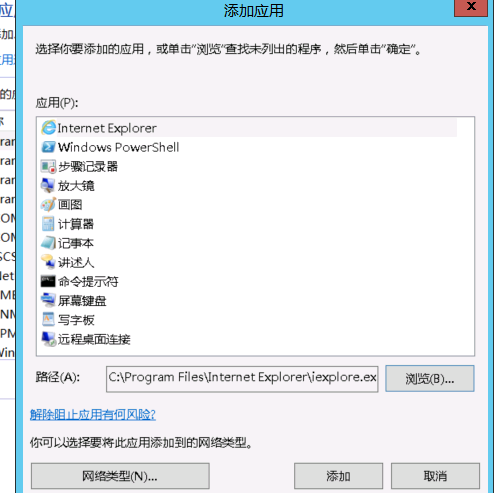 添加应用
x
选择你要添加的应用，或单击"浏览"查找未列出的程序，然后单击"确定"。
应用(P):
Internet Explorer
Windows PowerShell
步骤记录器
放大镜
画图
计算器
记事本
讲述人
命令提示符
屏幕键盘
写字板
远程桌面连接
路径(A):
C:\Program Files\Internet Explorer\iexplore.ex
浏览(B)...
解除阻止应用有何风险?
你可以选择要将此应用添加到的网络类型。
网络类型(N)...
添加
取消